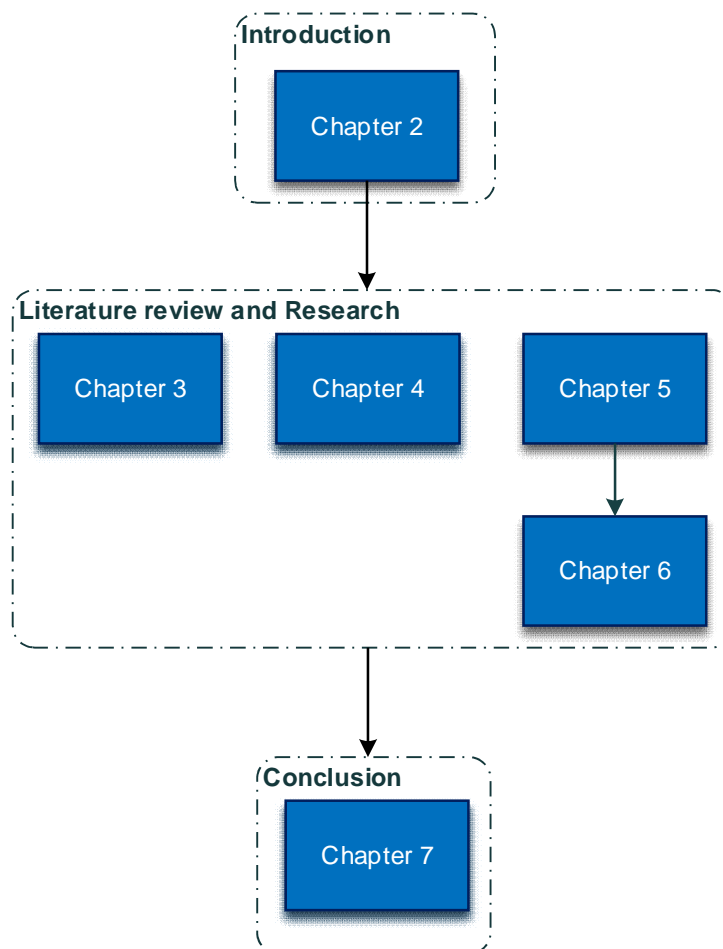 Introduction
Chapter 2
Literature review and Research
Chapter 3
Chapter 4
Chapter 5
Chapter 6
Conclusion
Chapter 7